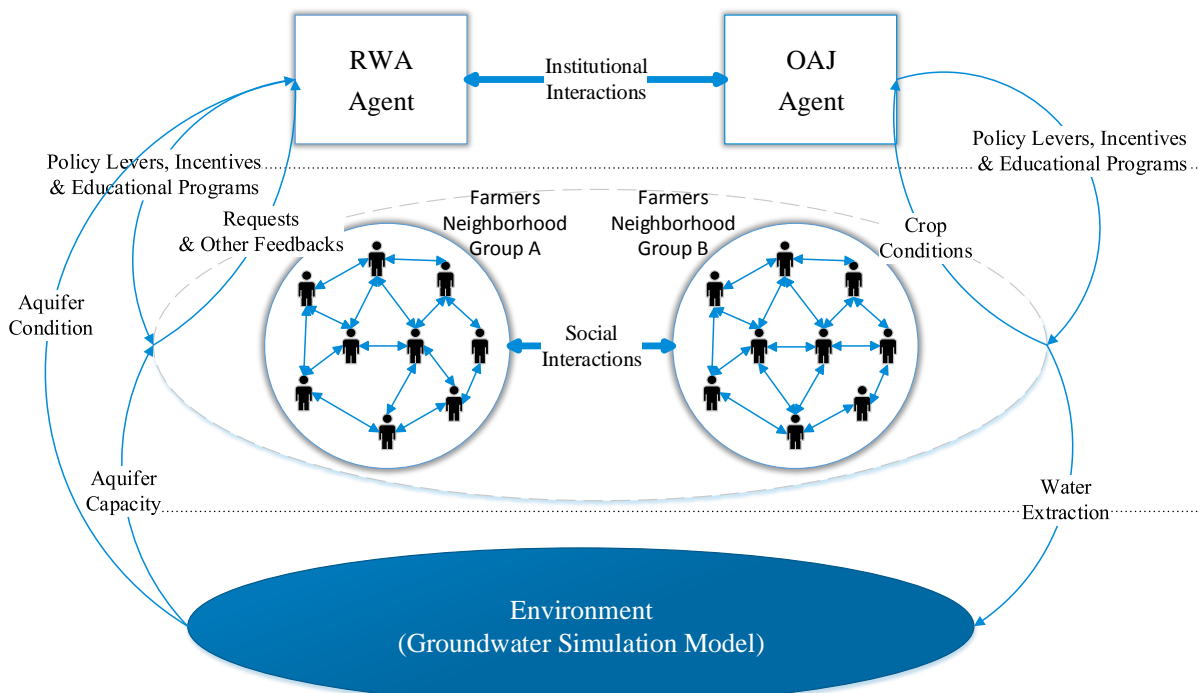 RWA
Agent
Institutional
Interactions
OAJ
Agent
Policy Levers, Incentives
& Educational Programs
Policy Levers, Incentives
& Educational Programs
Requests
& Other Feedbacks
Farmers
Neighborhood
Group A
Farmers
Neighborhood
Group B
Crop
Conditions
Aquifer
Condition
Social
Interactions
Aquifer
Capacity
Water
Extraction
Environment
(Groundwater Simulation Model)